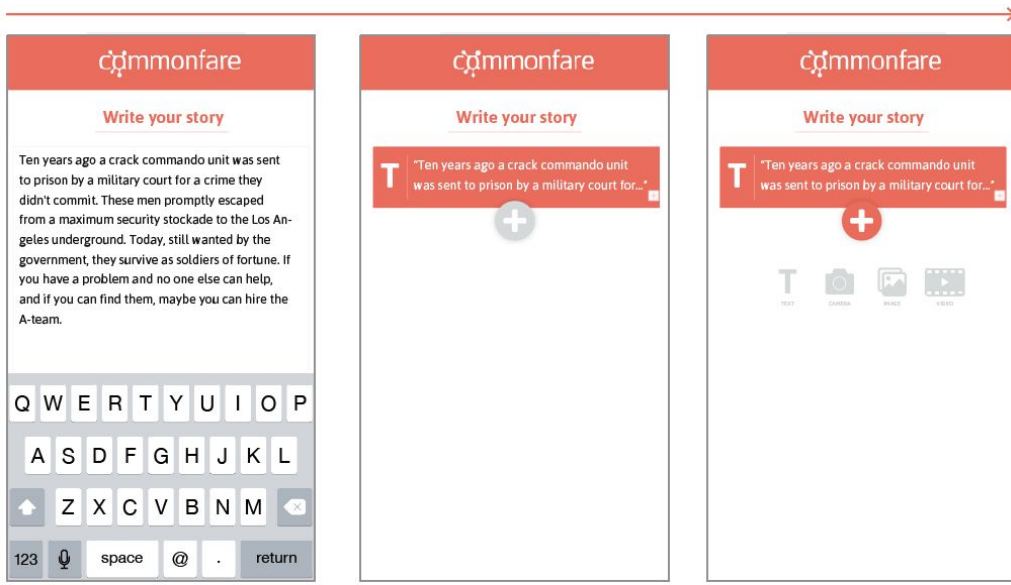 commonfare
Write your story
Ten years ago a crack commando unit was sent
to prison by a military court for a crime they
didn't commit. These men promptly escaped
from a maximum security stockade to the Los An-
geles underground. Today, still wanted by the
government, they survive as soldiers of fortune. If
you have a problem and no one else can help,
and if you can find them, maybe you can hire the
A-team.
Q W E R T Y U I O P
A S D F G H J K L
Z X C V B N M
123 space @ . return
commonfare
Write your story
T
"Ten years ago a crack commando unit
was sent to prison by a military court for..."
commonfare
Write your story
T
"Ten years ago a crack commando unit
was sent to prison by a military court for..."
T
TEXT CAMERA IMAGE VIDEO